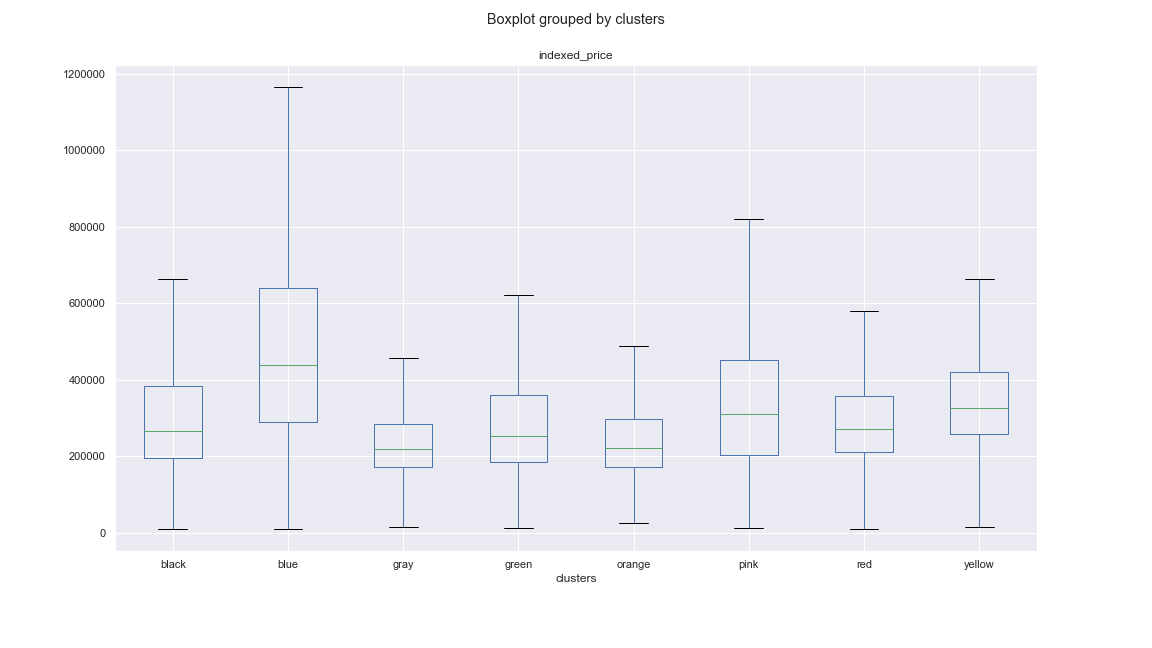 Boxplot grouped by clusters
indexed_price
1200000
1000000
800000
600000
400000
200000
0
black blue gray green orange pink red yellow
clusters